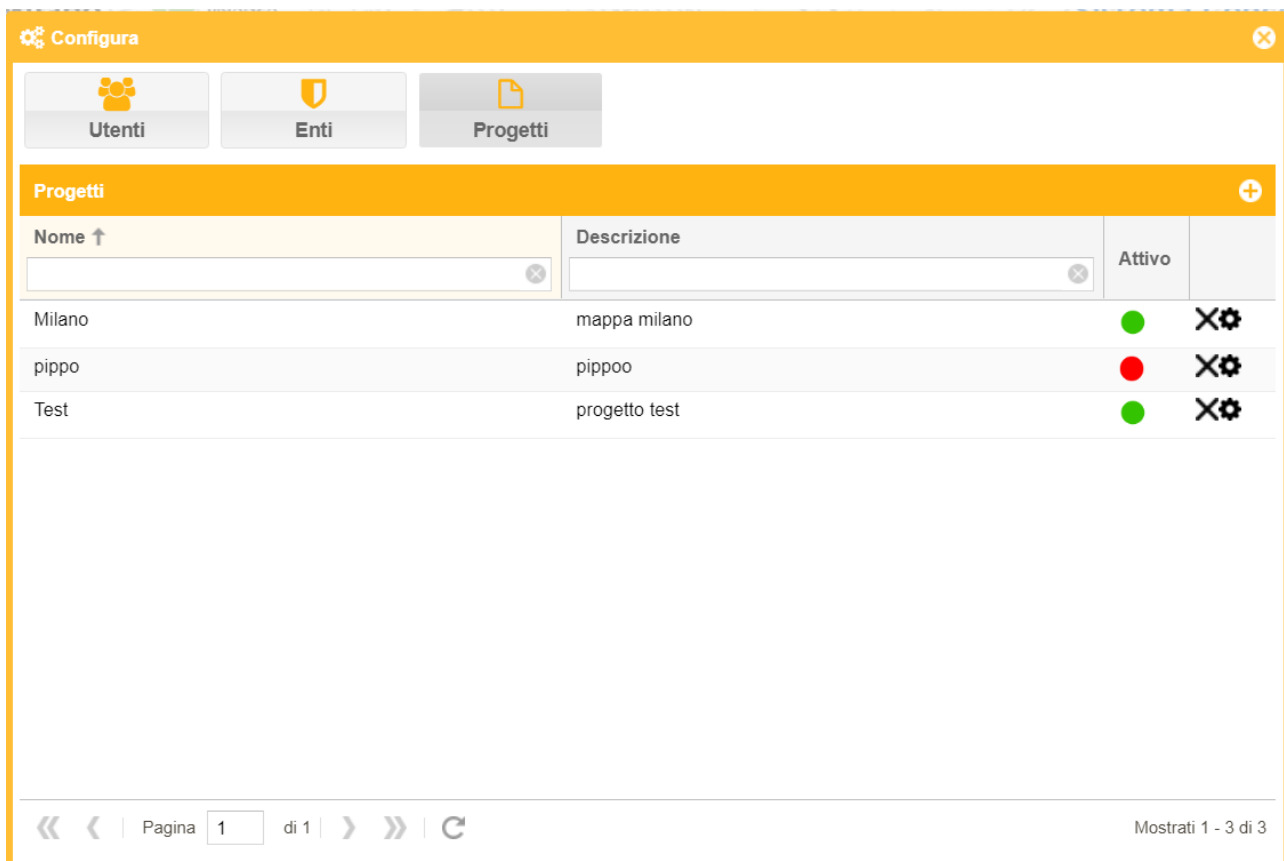 Configura
Utenti Enti Progetti
Progetti
Nome Descrizione Attivo
Milano mappa milano
pippo pippoo
Test progetto test
Pagina 1 di 1 Mostrati 1 - 3 di 3